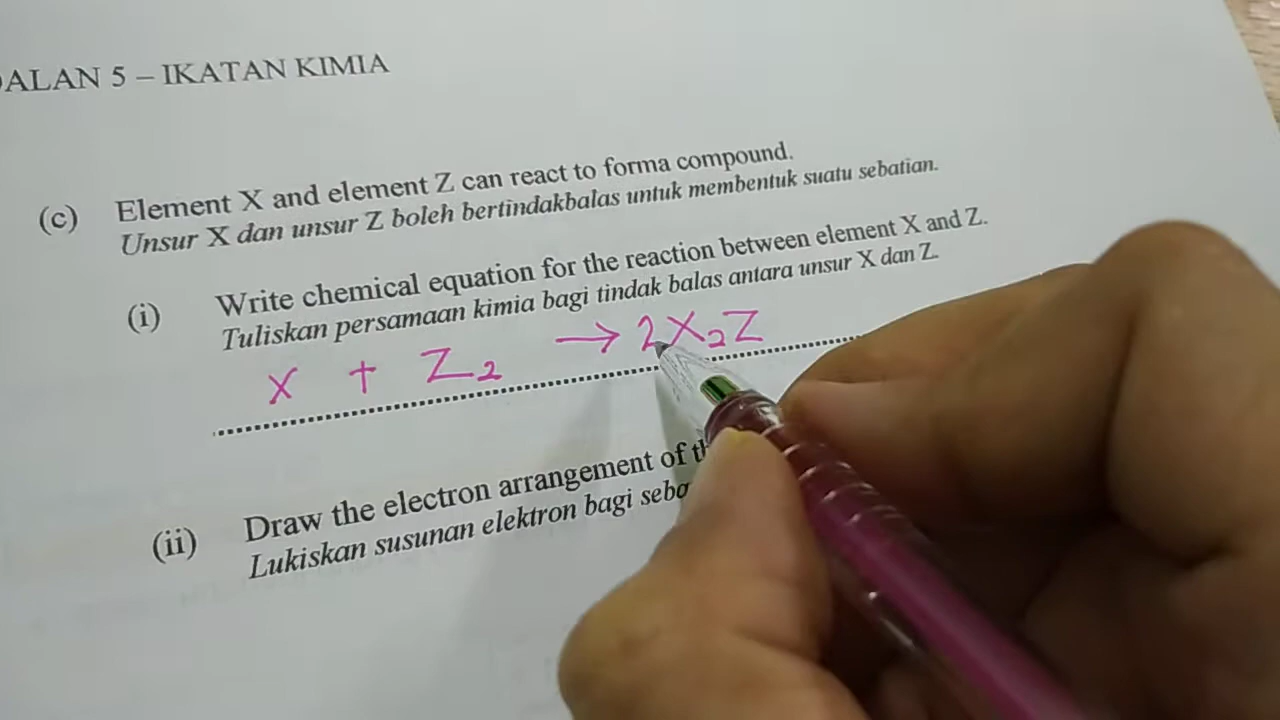 ALAN 5 – IKATAN KIMIA
(c) Element X and element Z can react to forma compound.
Unsur X dan unsur Z boleh bertindakbalas untuk membentuk suatu sebatian.
(i) Write chemical equation for the reaction between element X and Z.
Tuliskan persamaan kimia bagi tindak balas antara unsur X dan Z.
X + Z₂ → 2X₂Z
(ii) Draw the electron arrangement of
Lukiskan susunan elektron bagi